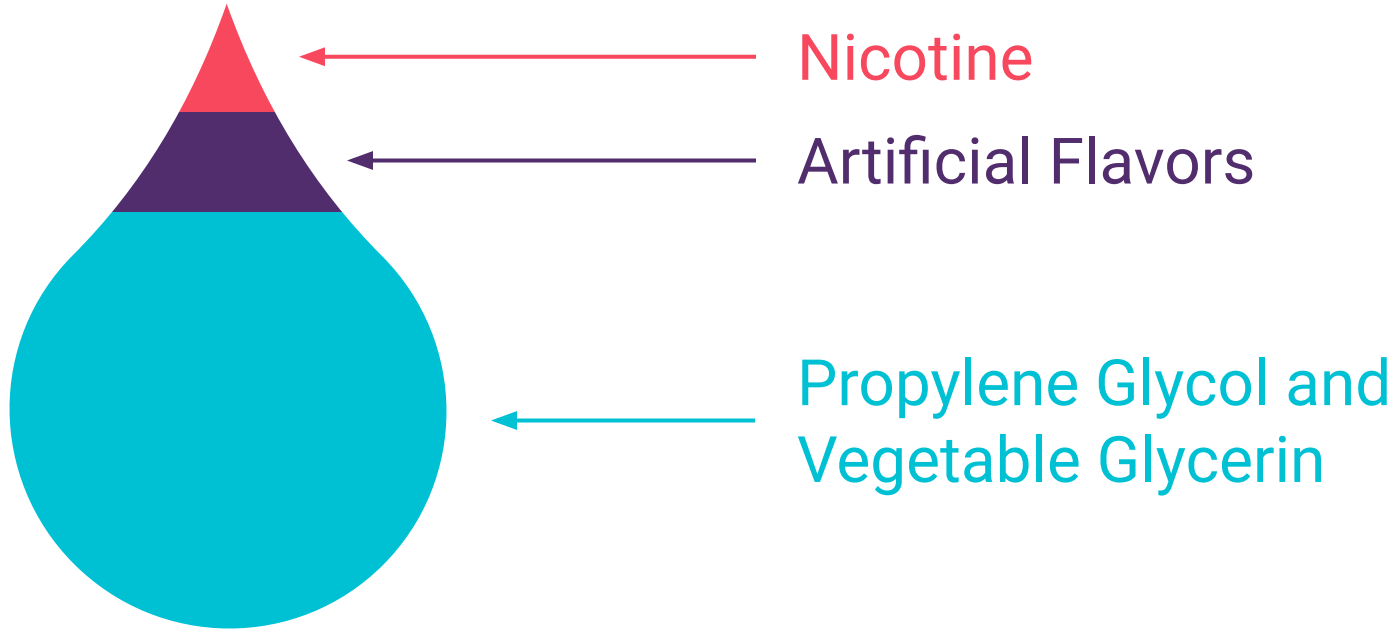 Nicotine
Artificial Flavors
Propylene Glycol and
Vegetable Glycerin